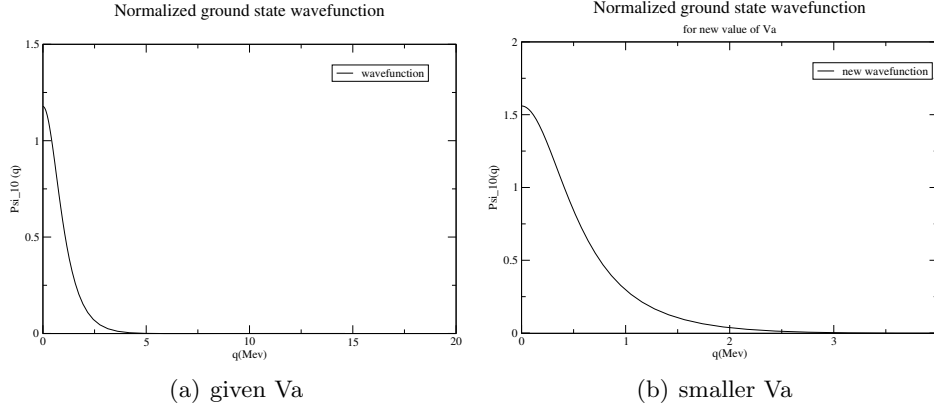 Normalized ground state wavefunction
1.5
1
0.5
0
Psi_10 (q)
wavefunction
0 5 10 15 20
q(Mev)
(a) given Va
Normalized ground state wavefunction
for new value of Va
2
1.5
1
0.5
0
Psi_10(q)
new wavefunction
0 1 2 3
q(Mev)
(b) smaller Va